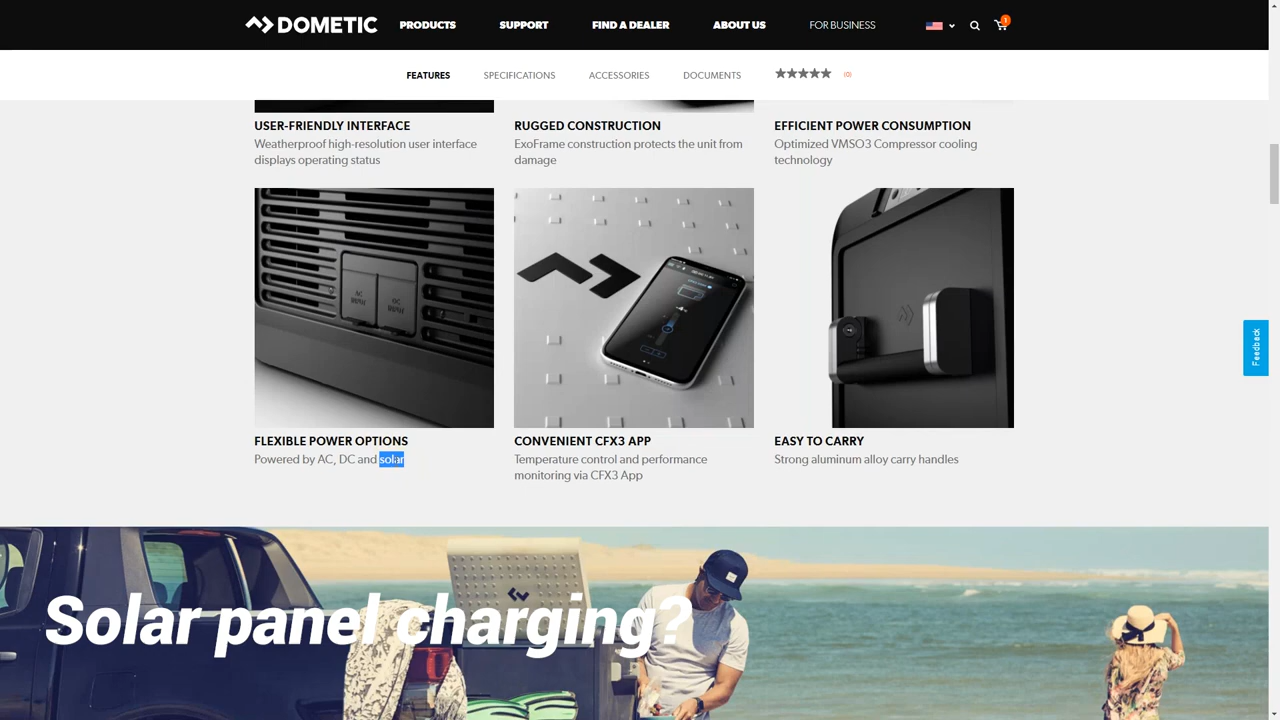 DOMETIC PRODUCTS SUPPORT FIND A DEALER ABOUT US FOR BUSINESS 1
FEATURES SPECIFICATIONS ACCESSORIES DOCUMENTS (0)
USER-FRIENDLY INTERFACE
Weatherproof high-resolution user interface
displays operating status
RUGGED CONSTRUCTION
ExoFrame construction protects the unit from
damage
EFFICIENT POWER CONSUMPTION
Optimized VMSO3 Compressor cooling
technology
AC
DC
FLEXIBLE POWER OPTIONS
Powered by AC, DC and solar
CONVENIENT CFX3 APP
Temperature control and performance
monitoring via CFX3 App
EASY TO CARRY
Strong aluminum alloy carry handles
Feedback
Solar panel charging?